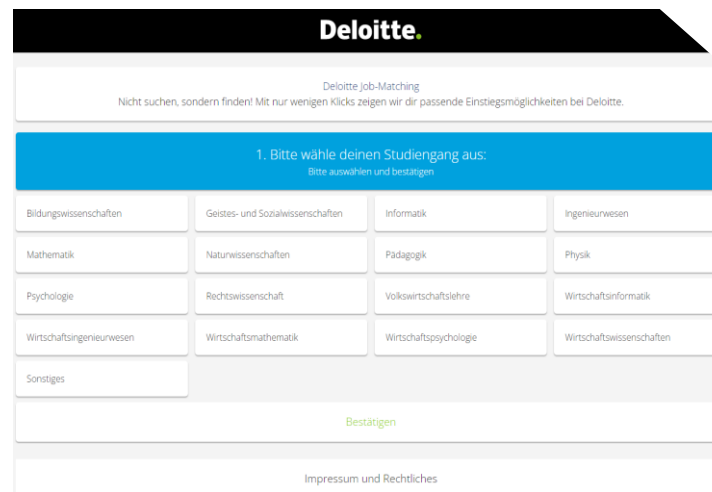 Deloitte.
Deloitte Job-Matching
Nicht suchen, sondern finden! Mit nur wenigen Klicks zeigen wir dir passende Einstiegsmöglichkeiten bei Deloitte.
1. Bitte wähle deinen Studiengang aus:
Bitte auswählen und bestätigen
Bildungswissenschaften
Geistes- und Sozialwissenschaften
Informatik
Ingenieurwesen
Mathematik
Naturwissenschaften
Pädagogik
Physik
Psychologie
Rechtswissenschaft
Volkswirtschaftslehre
Wirtschaftsinformatik
Wirtschaftsingenieurwesen
Wirtschaftsmathematik
Wirtschaftspsychologie
Wirtschaftswissenschaften
Sonstiges
Bestätigen
Impressum und Rechtliches